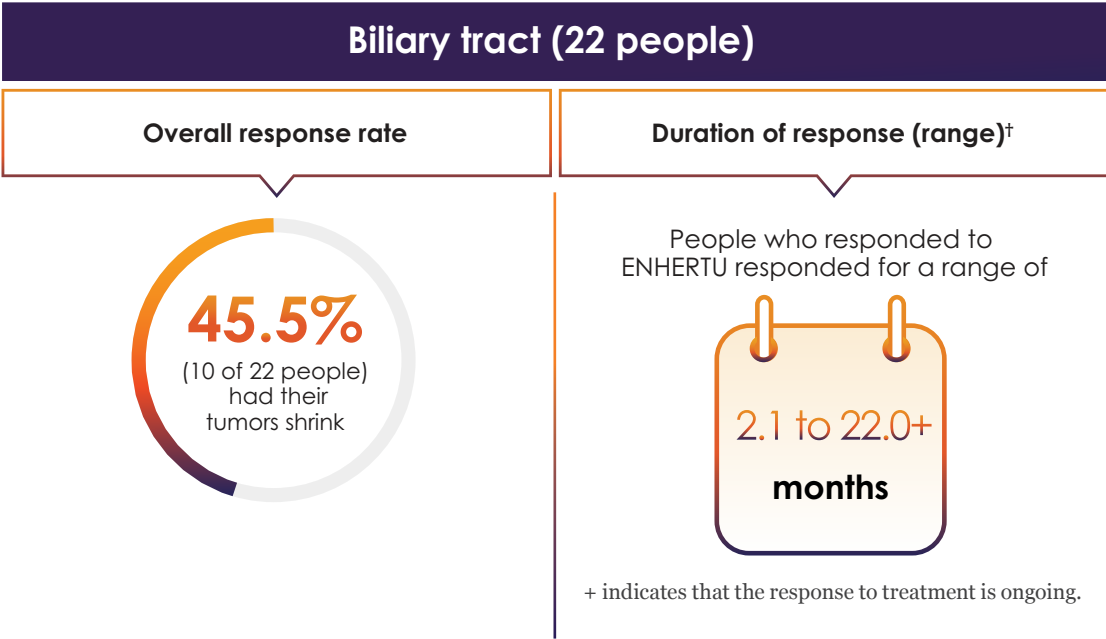 Biliary tract (22 people)
Overall response rate
45.5%
(10 of 22 people)
had their
tumors shrink
Duration of response (range)†
People who responded to
ENHERTU responded for a range of
2.1 to 22.0+
months
+ indicates that the response to treatment is ongoing.